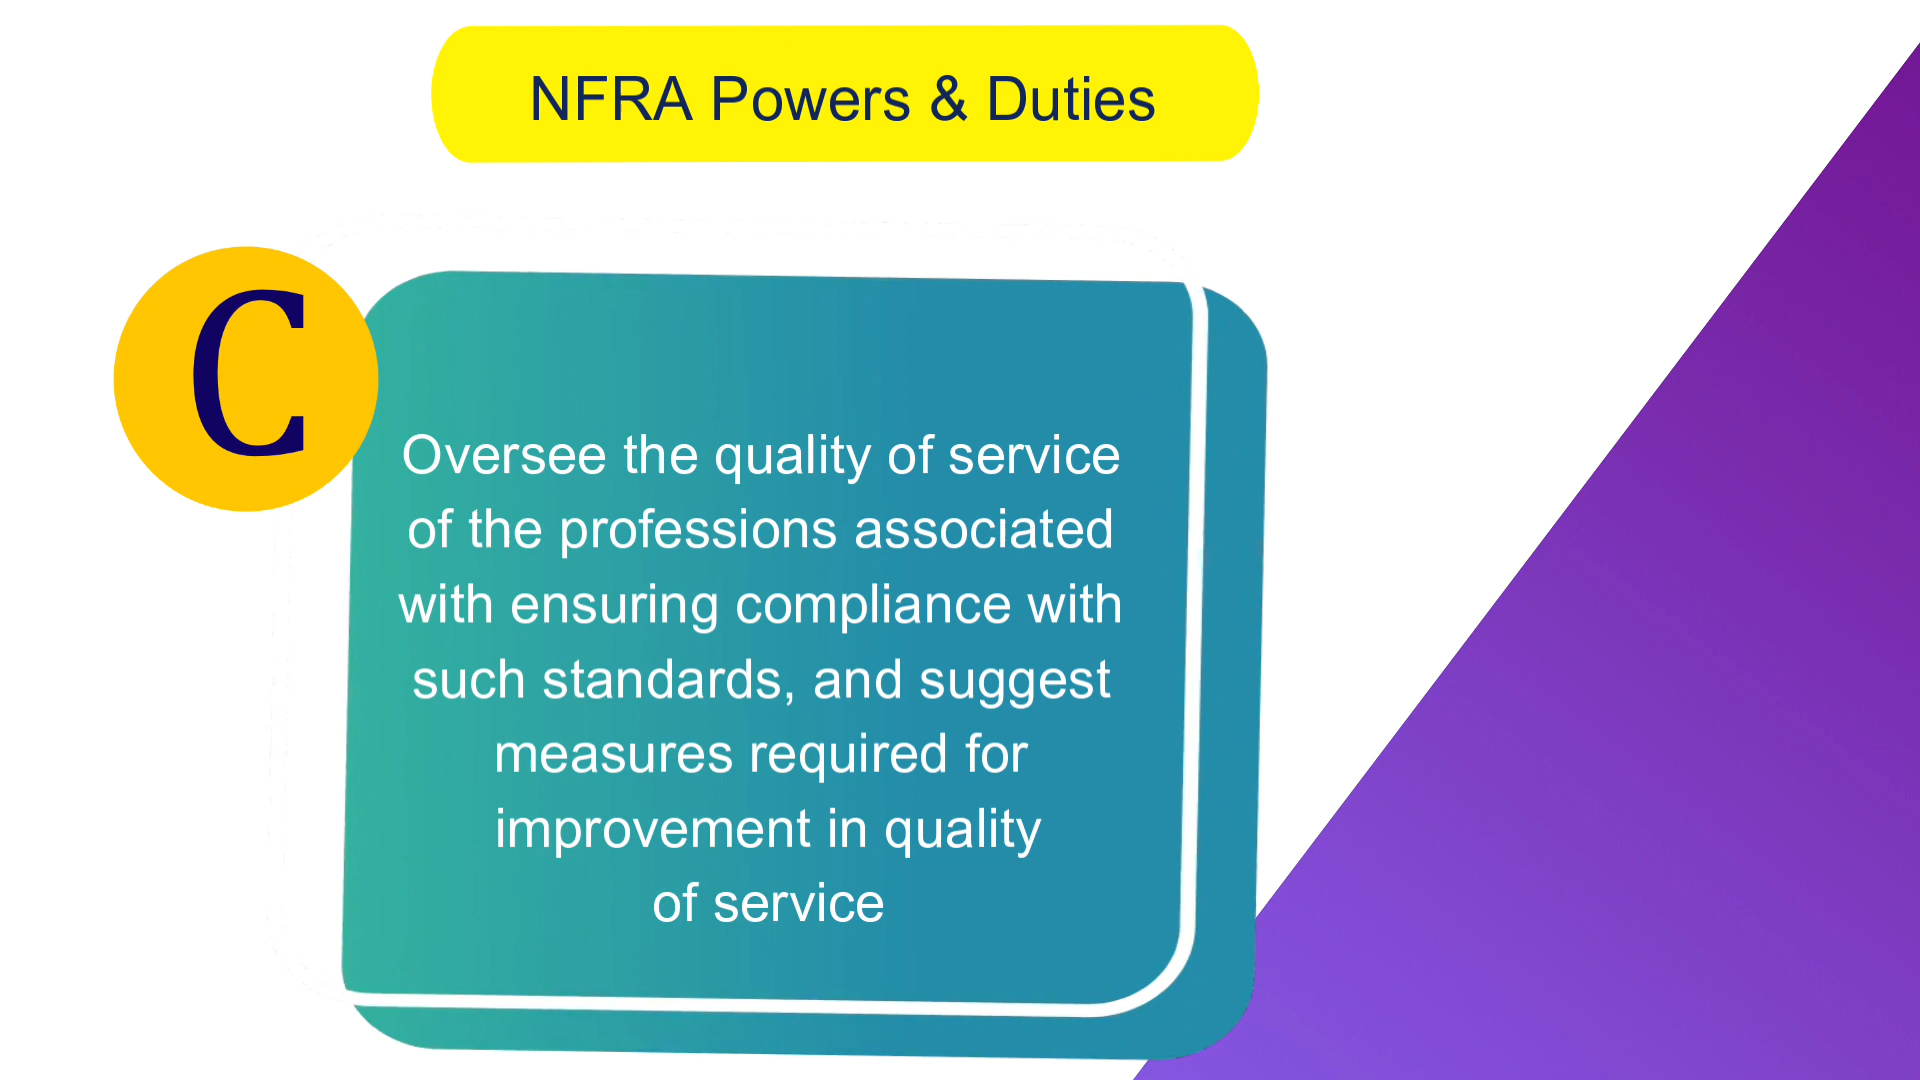 NFRA Powers & Duties
C
Oversee the quality of service
of the professions associated
with ensuring compliance with
such standards, and suggest
measures required for
improvement in quality
of service